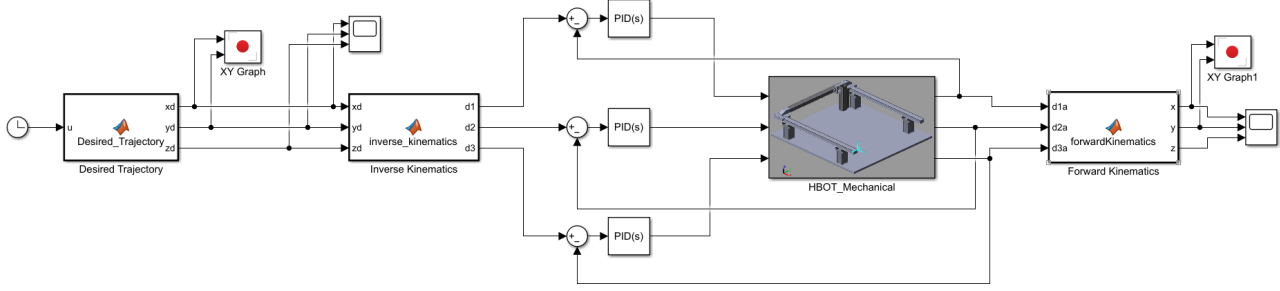 PID(s)
XY Graph
XY Graph1
u
Desired_Trajectory
xd
yd
zd
Desired Trajectory
xd
yd
zd
inverse_kinematics
d1
d2
d3
Inverse Kinematics
PID(s)
HBOT_Mechanical
d1a
d2a
d3a
forwardKinematics
x
y
z
Forward Kinematics
PID(s)